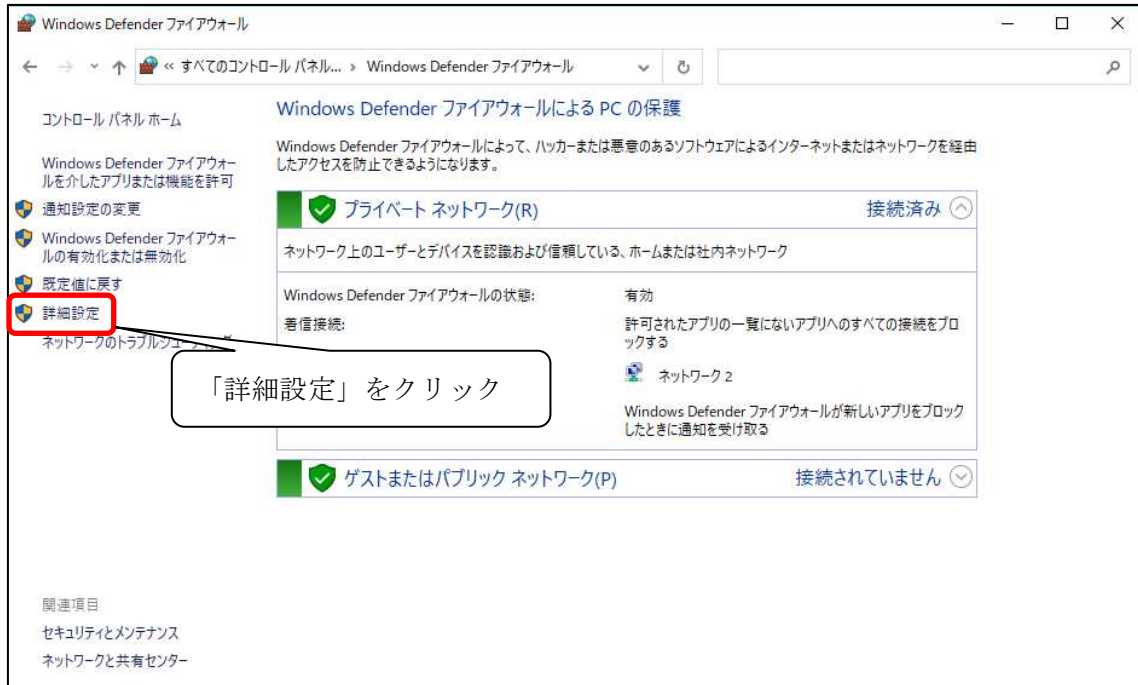 Windows Defender ファイアウォール
« すべてのコントロール パネル... › Windows Defender ファイアウォール
コントロール パネル ホーム
Windows Defender ファイアウォー
ルを介したアプリまたは機能を許可
通知設定の変更
Windows Defender ファイアウォー
ルの有効化または無効化
既定値に戻す
詳細設定
ネットワークのトラブルシュー
「詳細設定」をクリック
関連項目
セキュリティとメンテナンス
ネットワークと共有センター
Windows Defender ファイアウォールによる PC の保護
Windows Defender ファイアウォールによって、ハッカーまたは悪意のあるソフトウェアによるインターネットまたはネットワークを経由
したアクセスを防止できるようになります。
プライベート ネットワーク(R) 接続済み
ネットワーク上のユーザーとデバイスを認識および信頼している、ホームまたは社内ネットワーク
Windows Defender ファイアウォールの状態: 有効
着信接続: 許可されたアプリの一覧にないアプリへのすべての接続をブロ
ックする
ネットワーク 2
Windows Defender ファイアウォールが新しいアプリをブロック
したときに通知を受け取る
ゲストまたはパブリック ネットワーク(P) 接続されていません